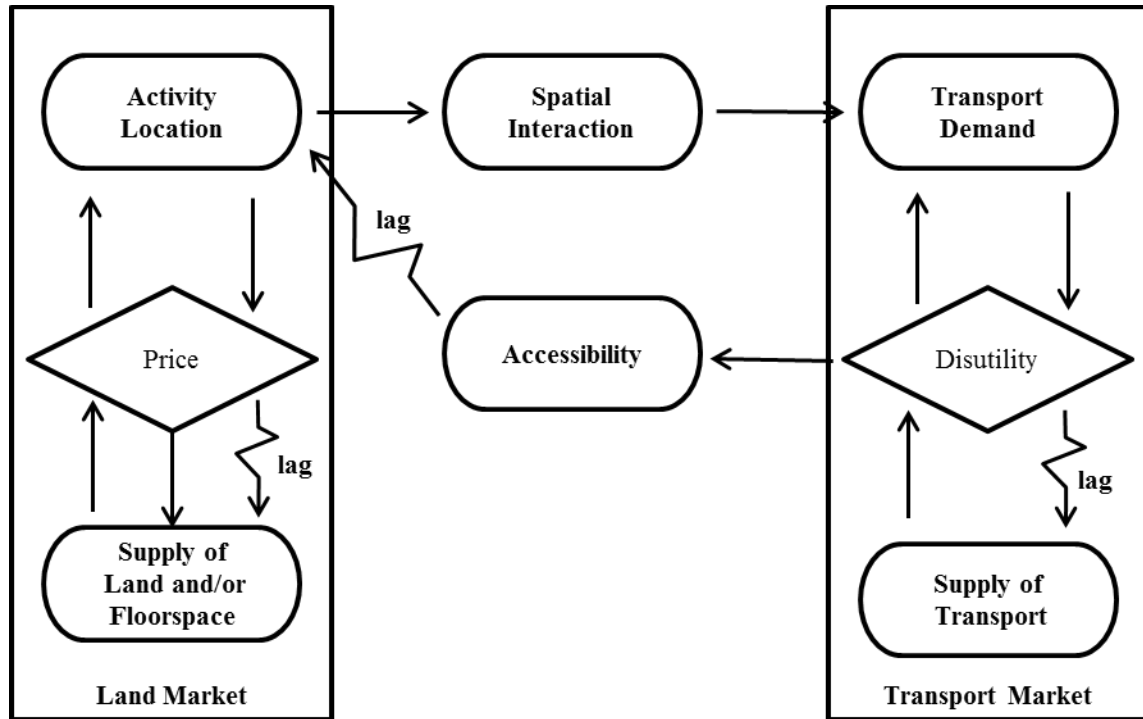 Activity
Location
Spatial
Interaction
Transport
Demand
lag
Price
Accessibility
Disutility
lag
lag
Supply of
Land and/or
Floorspace
Supply of
Transport
Land Market
Transport Market